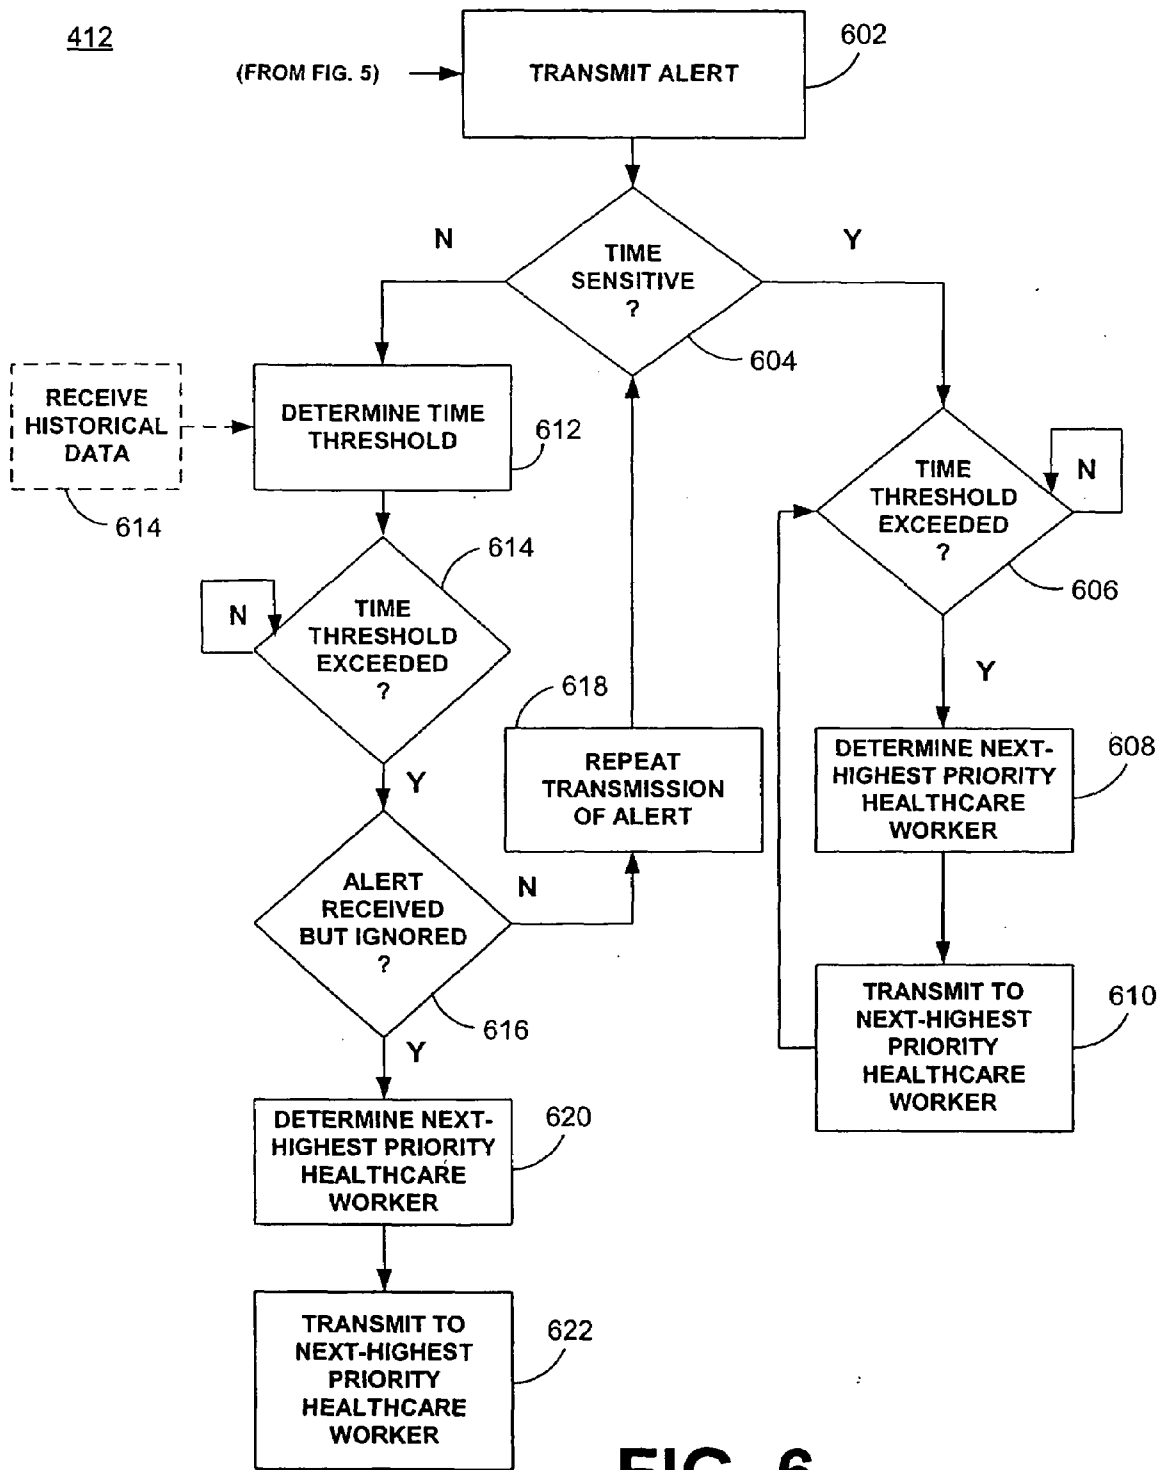 412
(FROM FIG. 5)
TRANSMIT ALERT
602
N
TIME
SENSITIVE
?
Y
604
RECEIVE
HISTORICAL
DATA
614
DETERMINE TIME
THRESHOLD
612
TIME
THRESHOLD
EXCEEDED
?
N
606
614
N
TIME
THRESHOLD
EXCEEDED
?
Y
Y
618
REPEAT
TRANSMISSION
OF ALERT
DETERMINE NEXT-
HIGHEST PRIORITY
HEALTHCARE
WORKER
608
ALERT
RECEIVED
BUT IGNORED
?
N
616
Y
TRANSMIT TO
NEXT-HIGHEST
PRIORITY
HEALTHCARE
WORKER
610
DETERMINE NEXT-
HIGHEST PRIORITY
HEALTHCARE
WORKER
620
TRANSMIT TO
NEXT-HIGHEST
PRIORITY
HEALTHCARE
WORKER
622
FIG. 6